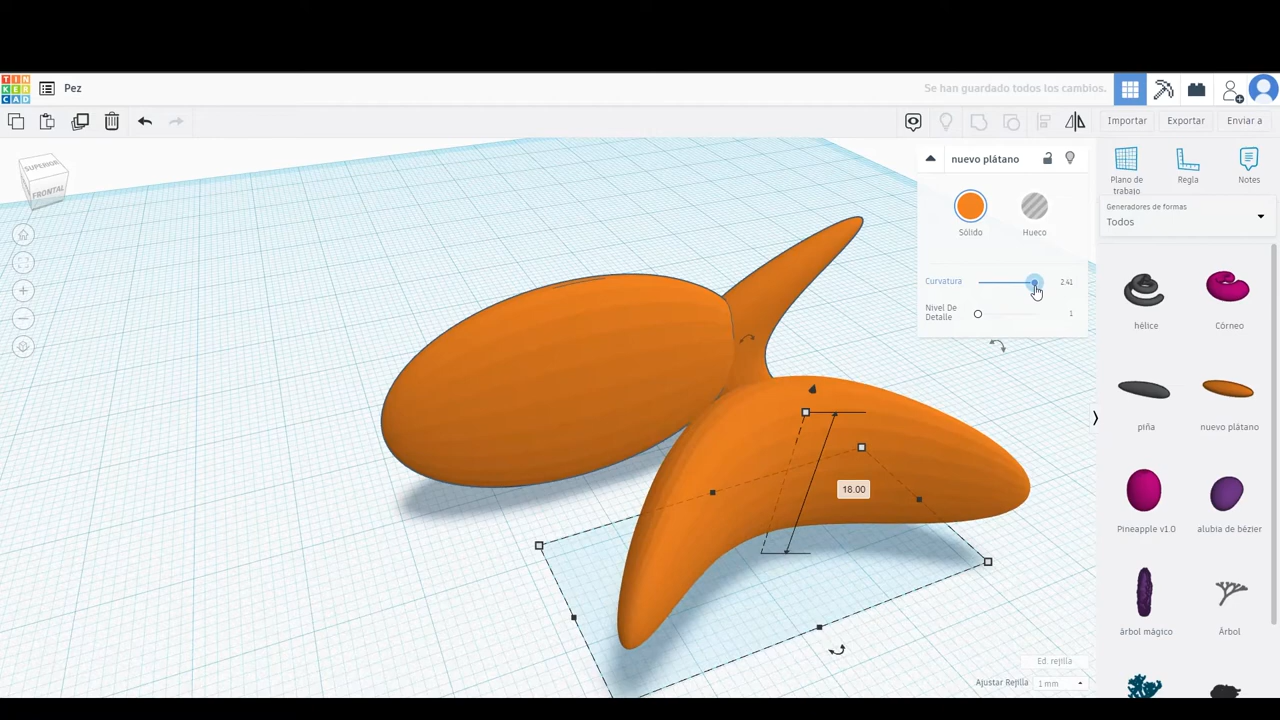 TIN
KER
CAD
Pez
Se han guardado todos los cambios.
Importar
Exportar
Enviar a
SUPERIOR
FRONTAL
nuevo plátano
Sólido
Hueco
Curvatura
2.41
Nivel De
Detalle
1
Plano de
trabajo
Regla
Notes
Generadores de formas
Todos
hélice
Córneo
piña
nuevo plátano
Pineapple v1.0
alubia de bézier
árbol mágico
Árbol
18.00
Ed. rejilla
Ajustar Rejilla
1 mm